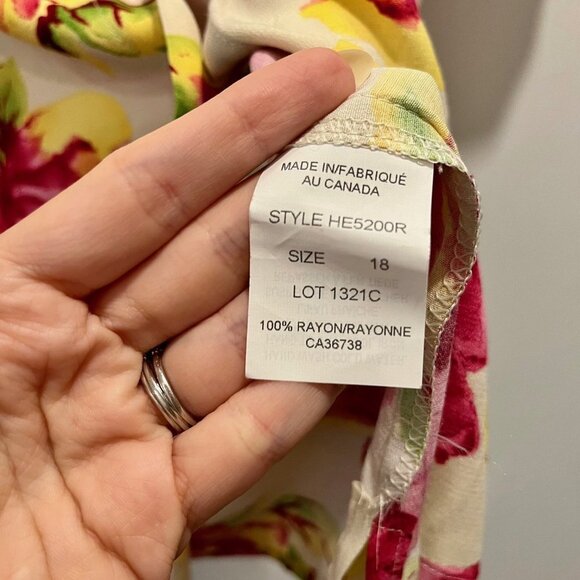 MADE IN/FABRIQUÉ
AU CANADA
STYLE HE5200R
SIZE 18
LOT 1321C
100% RAYON/RAYONNE
CA36738